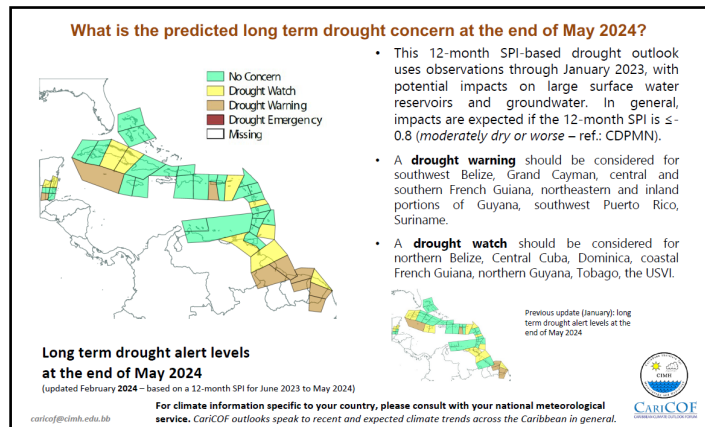 What is the predicted long term drought concern at the end of May 2024?
No Concern
Drought Watch
Drought Warning
Drought Emergency
Missing
• This 12-month SPI-based drought outlook
uses observations through January 2023, with
potential impacts on large surface water
reservoirs and groundwater. In general,
impacts are expected if the 12-month SPI is ≤-
0.8 (moderately dry or worse – ref.: CDPMN).
• A drought warning should be considered for
southwest Belize, Grand Cayman, central and
southern French Guiana, northeastern and inland
portions of Guyana, southwest Puerto Rico,
Suriname.
• A drought watch should be considered for
northern Belize, Central Cuba, Dominica, coastal
French Guiana, northern Guyana, Tobago, the USVI.
Previous update (January): long
term drought alert levels at the
end of May 2024
Long term drought alert levels
at the end of May 2024
(updated February 2024 – based on a 12-month SPI for June 2023 to May 2024)
CIMH
CARICOF
CARIBBEAN CLIMATE OUTLOOK FORUM
caricof@cimh.edu.bb
For climate information specific to your country, please consult with your national meteorological
service. CariCOF outlooks speak to recent and expected climate trends across the Caribbean in general.